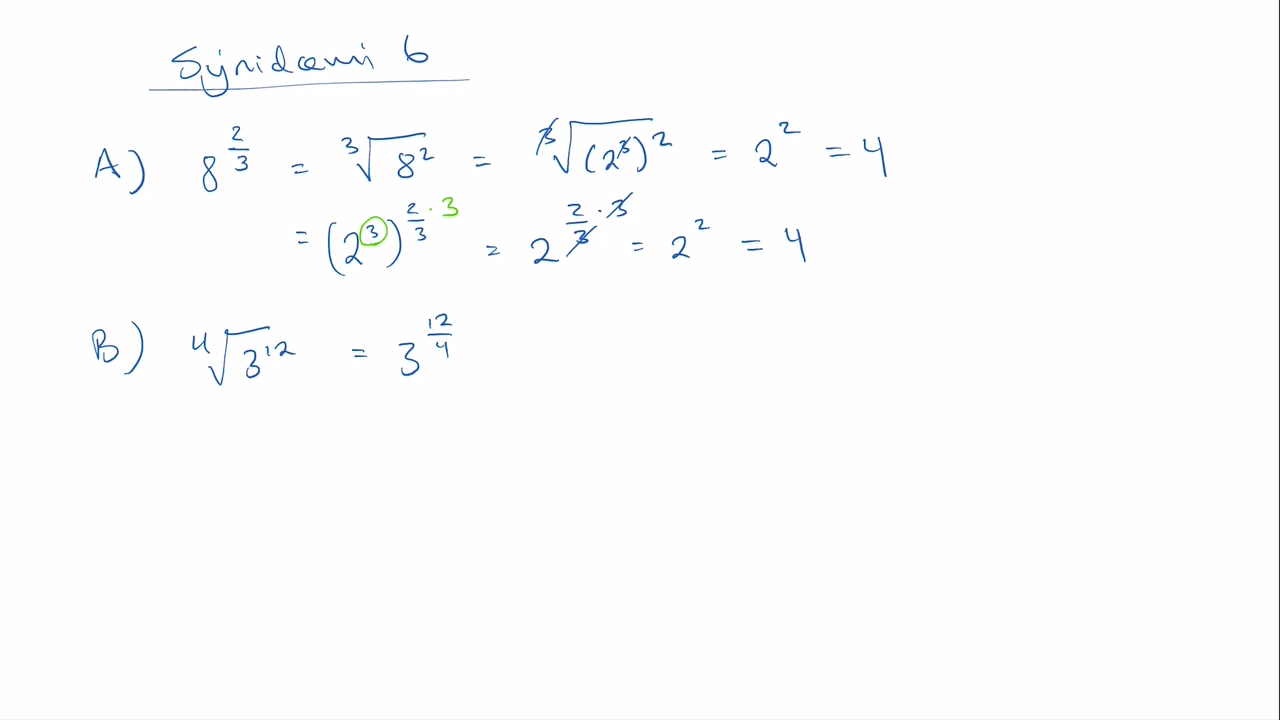 Sýnidæmi 6
A) 8^{2/3} = ∛(8²) = ∛((2³)²) = 2² = 4
= (2³)^{2/3 · 3} = 2^{2/3 · 3} = 2² = 4
B) ∜(3¹²) = 3^{12/4}